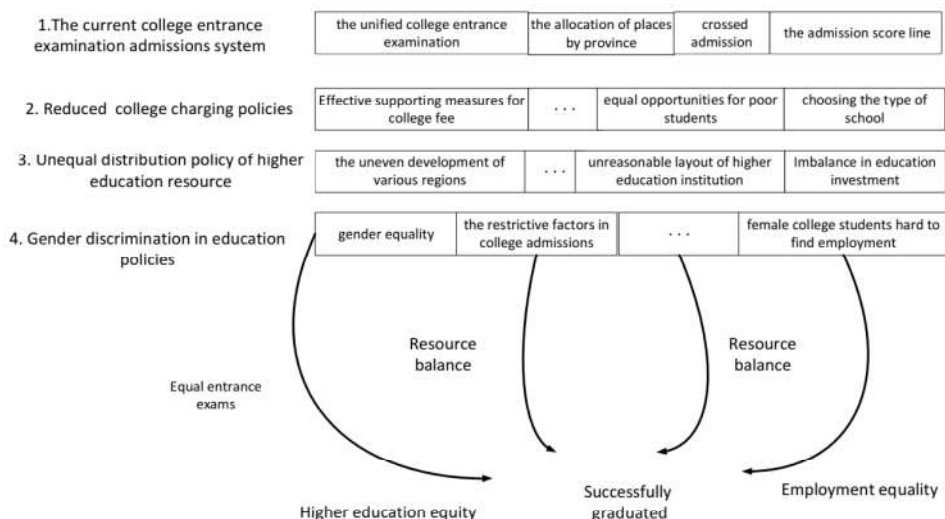 1.The current college entrance
examination admissions system
the unified college entrance
examination
the allocation of places
by province
crossed
admission
the admission score line
2. Reduced college charging policies
Effective supporting measures for
college fee
. . .
equal opportunities for poor
students
choosing the type of
school
3. Unequal distribution policy of higher
education resource
the uneven development of
various regions
. . .
unreasonable layout of higher
education institution
Imbalance in education
investment
4. Gender discrimination in education
policies
gender equality
the restrictive factors in
college admissions
. . .
female college students hard to
find employment
Equal entrance
exams
Resource
balance
Resource
balance
Higher education equity
Successfully
graduated
Employment equality